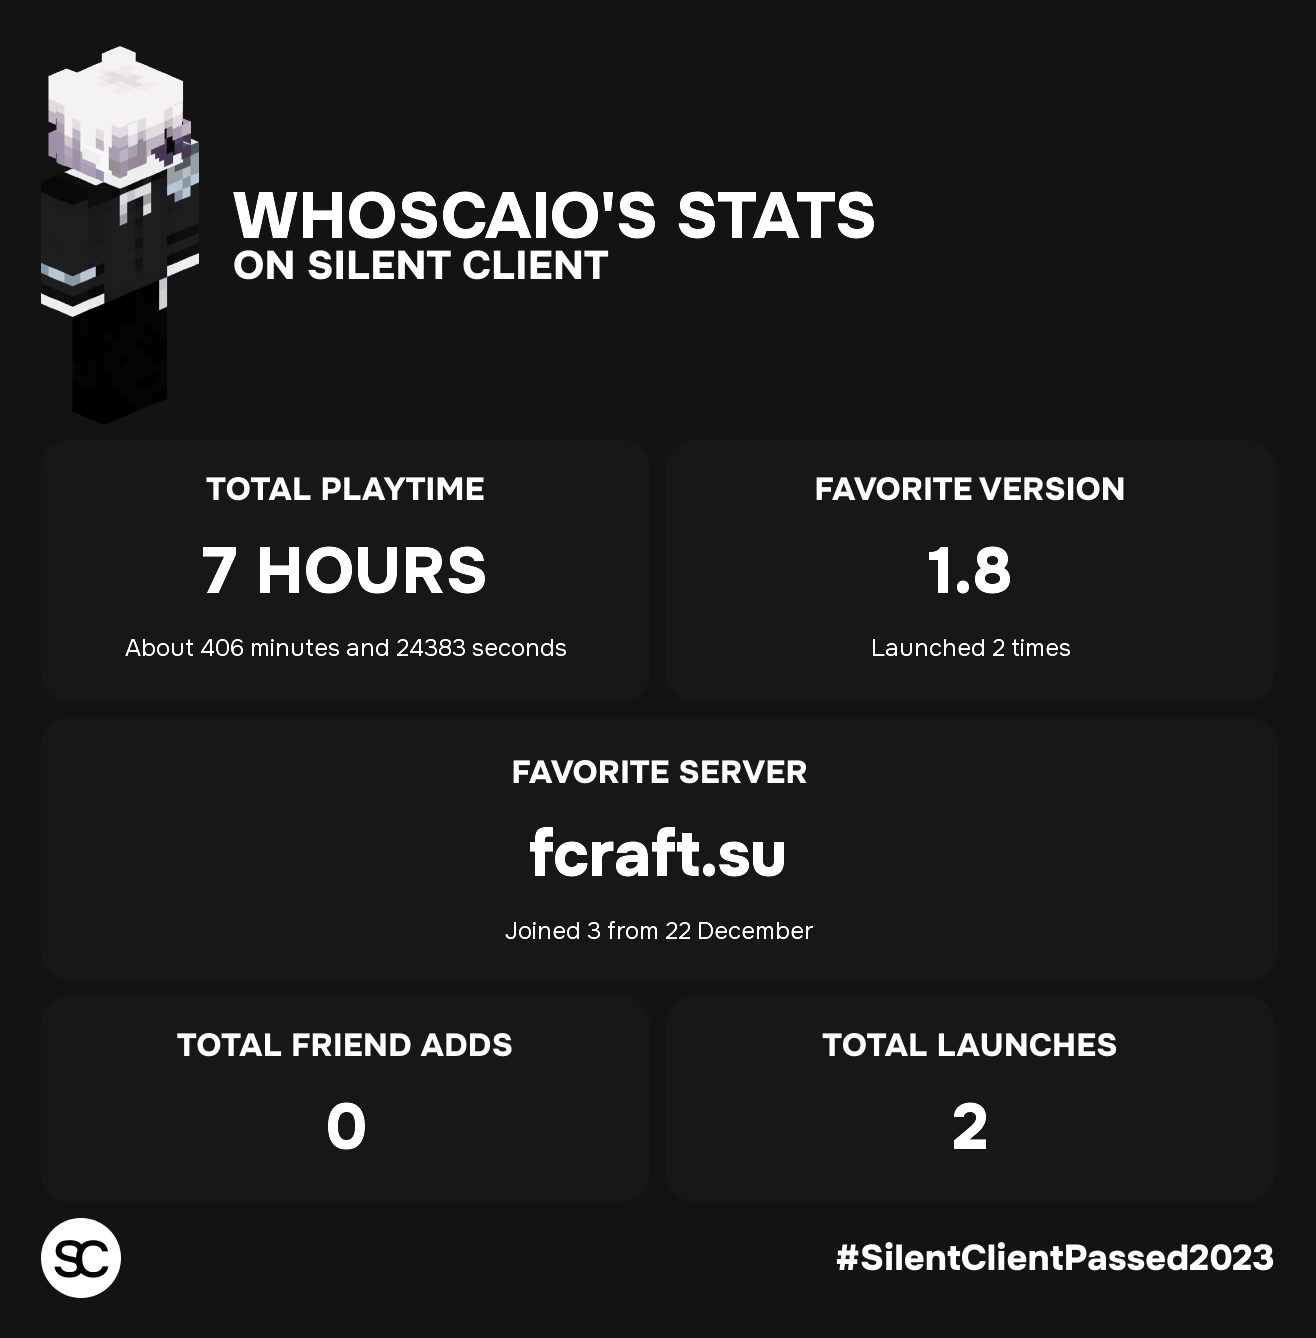 WHOSCAIO'S STATS
ON SILENT CLIENT
TOTAL PLAYTIME
7 HOURS
About 406 minutes and 24383 seconds
FAVORITE VERSION
1.8
Launched 2 times
FAVORITE SERVER
fcraft.su
Joined 3 from 22 December
TOTAL FRIEND ADDS
0
TOTAL LAUNCHES
2
SC
#SilentClientPassed2023